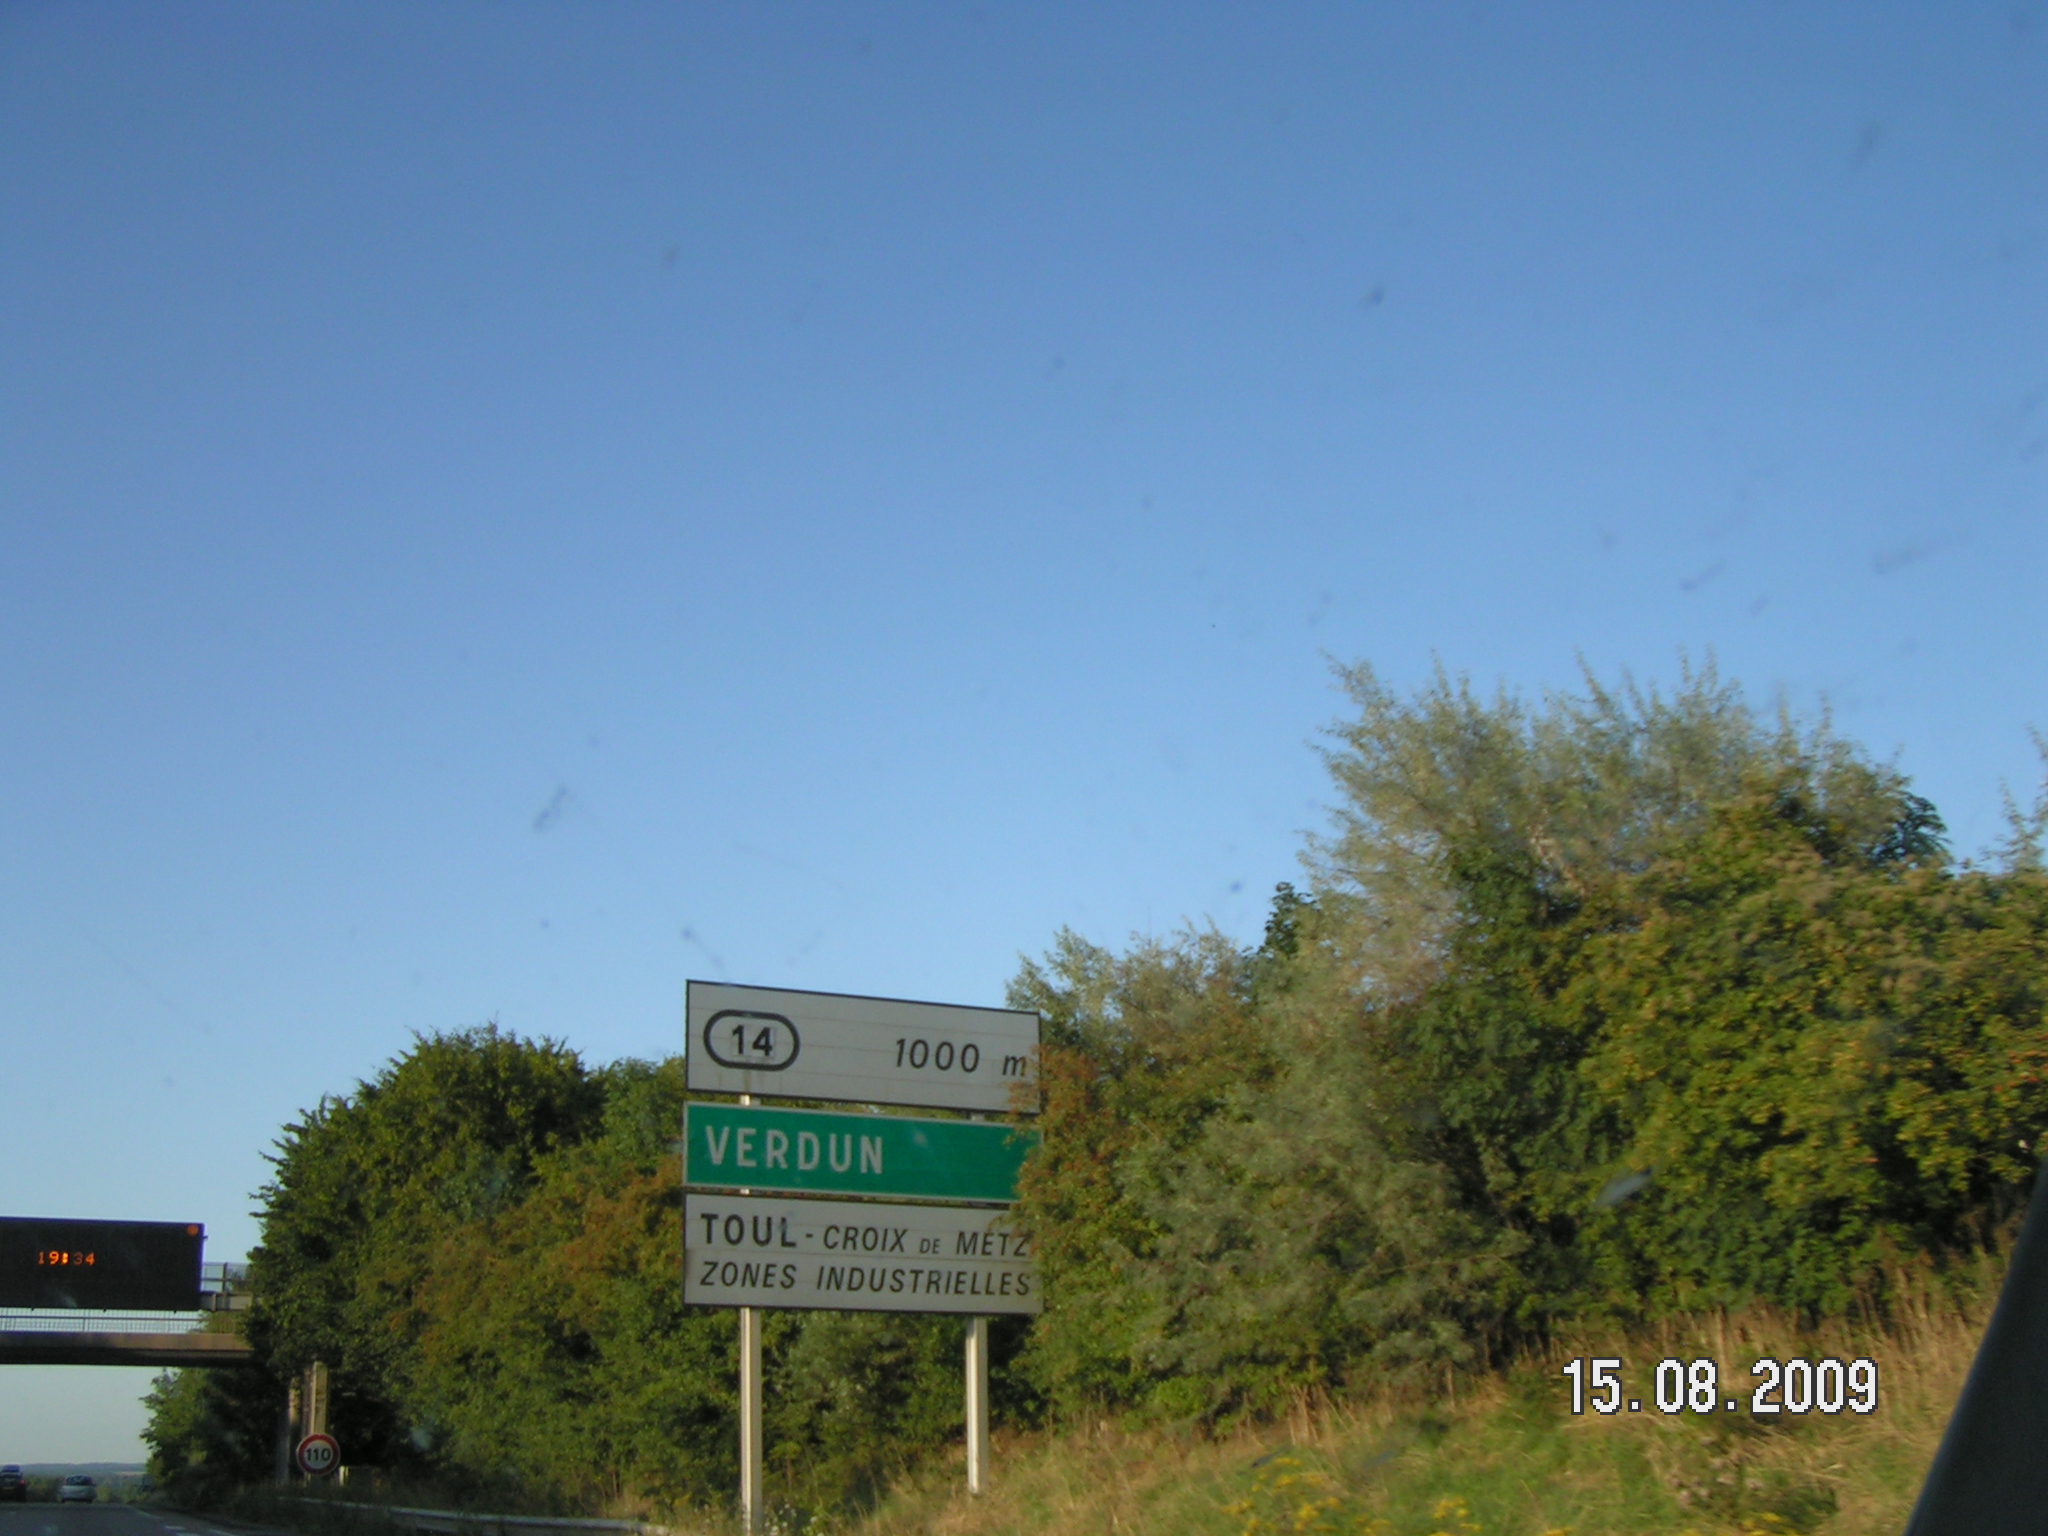 14 1000 m
VERDUN
TOUL - CROIX DE METZ
ZONES INDUSTRIELLES
19:34
110
15.08.2009